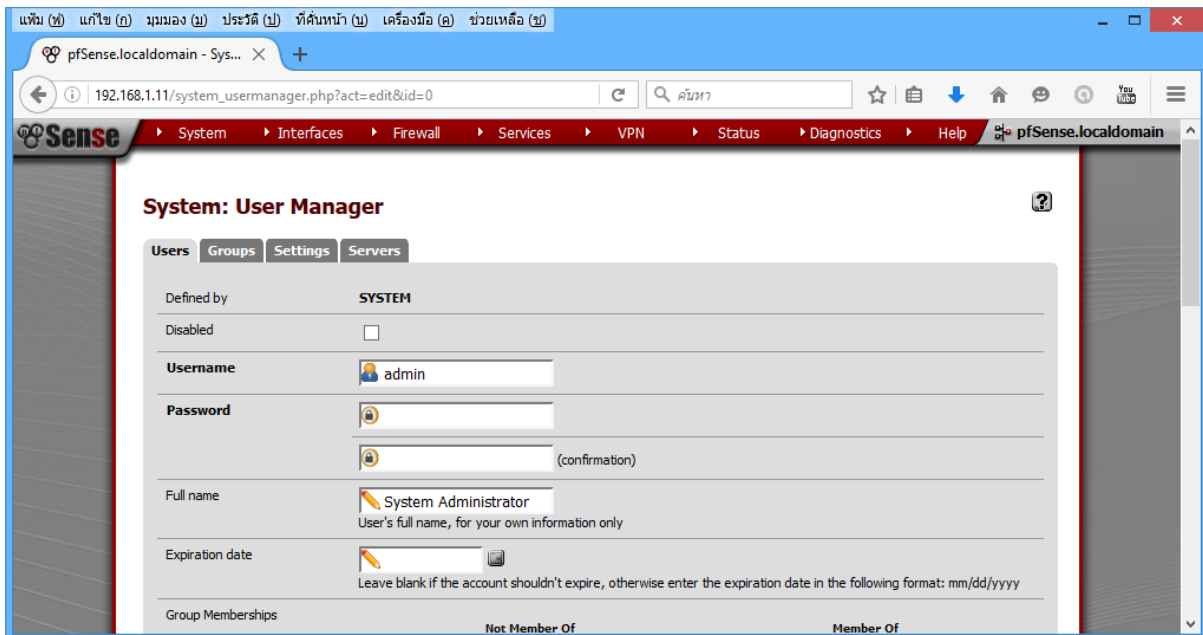 แฟ้ม (ฟ) แก้ไข (ก) มุมมอง (ม) ประวัติ (ป) ที่คั่นหน้า (น) เครื่องมือ (ค) ช่วยเหลือ (ช)
pfSense.localdomain - Sys...
192.168.1.11/system_usermanager.php?act=edit&id=0 ค้นหา You Tube
Sense System Interfaces Firewall Services VPN Status Diagnostics Help pfSense.localdomain
System: User Manager
Users Groups Settings Servers
Defined by SYSTEM
Disabled
Username admin
Password
(confirmation)
Full name System Administrator
User's full name, for your own information only
Expiration date
Leave blank if the account shouldn't expire, otherwise enter the expiration date in the following format: mm/dd/yyyy
Group Memberships
Not Member Of Member Of